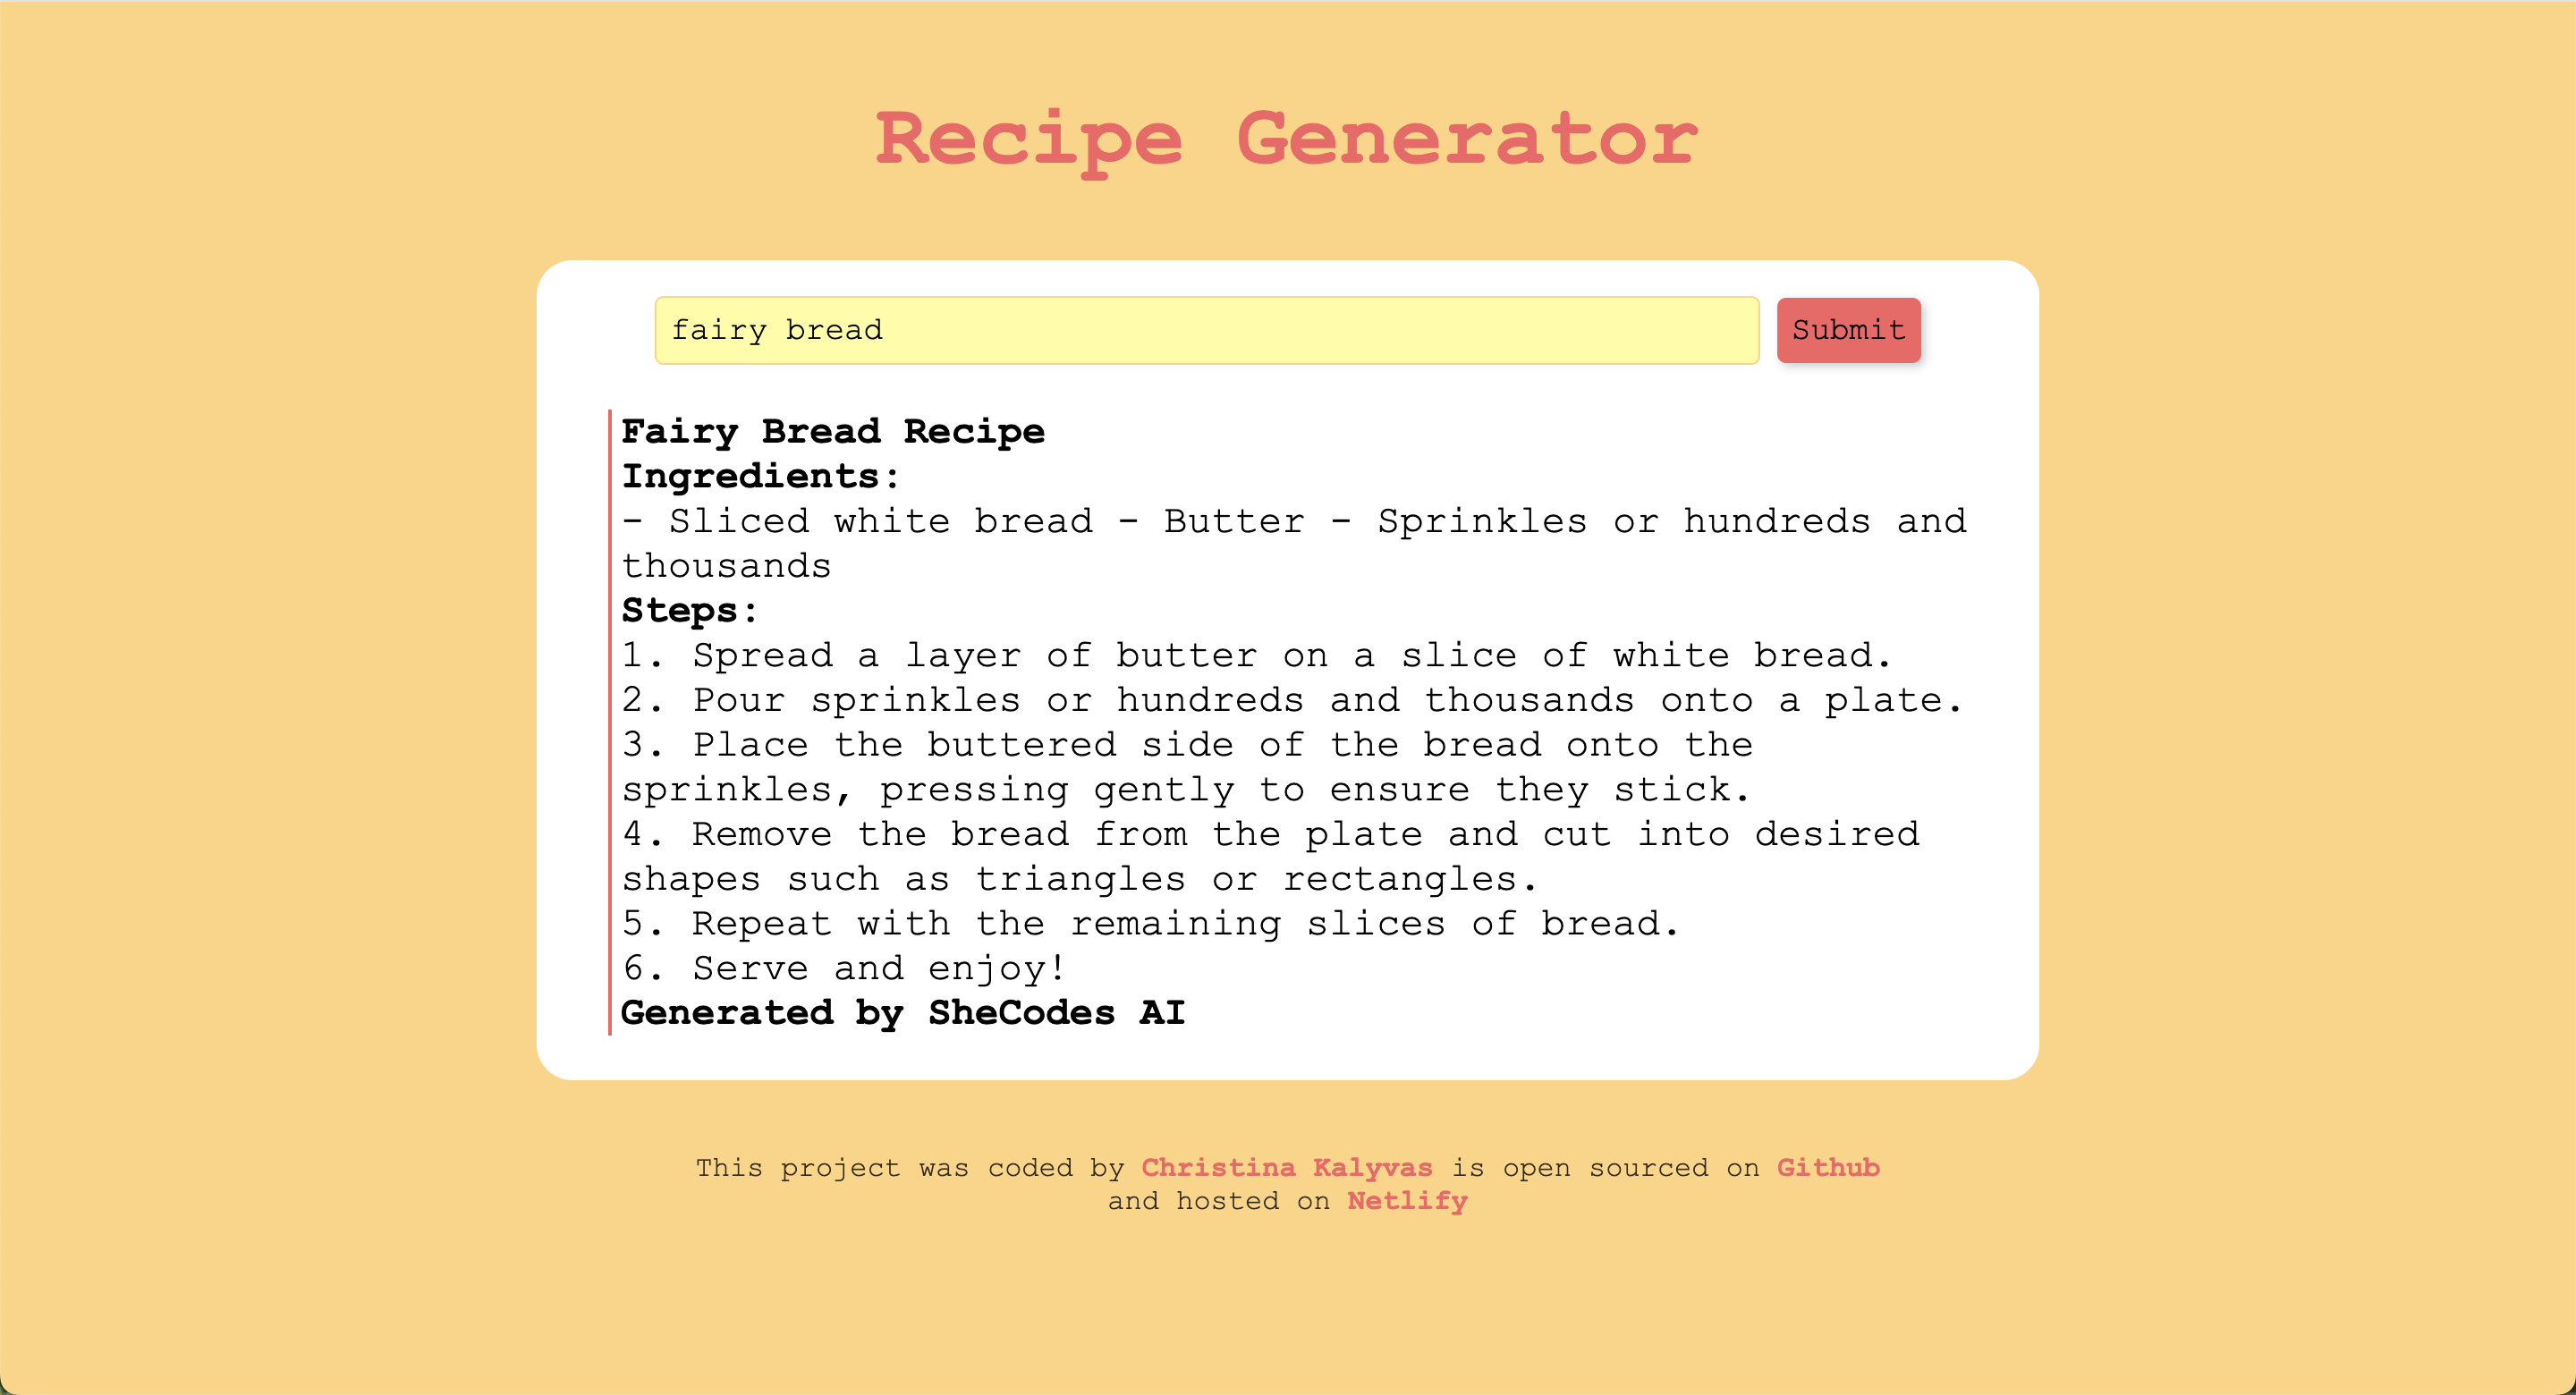 Recipe Generator
fairy bread
Submit
Fairy Bread Recipe
Ingredients:
- Sliced white bread - Butter - Sprinkles or hundreds and
thousands
Steps:
1. Spread a layer of butter on a slice of white bread.
2. Pour sprinkles or hundreds and thousands onto a plate.
3. Place the buttered side of the bread onto the
sprinkles, pressing gently to ensure they stick.
4. Remove the bread from the plate and cut into desired
shapes such as triangles or rectangles.
5. Repeat with the remaining slices of bread.
6. Serve and enjoy!
Generated by SheCodes AI
This project was coded by Christina Kalyvas is open sourced on Github
and hosted on Netlify